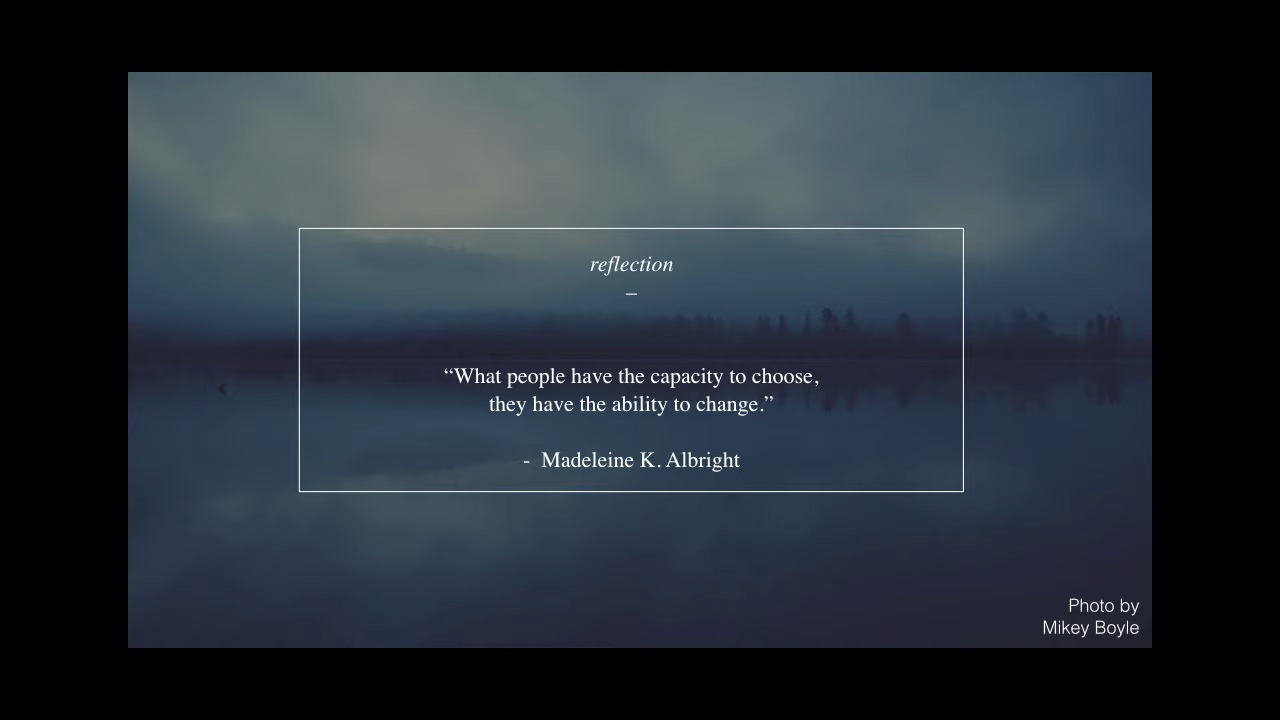 reflection
–
“What people have the capacity to choose,
they have the ability to change.”
- Madeleine K. Albright
Photo by
Mikey Boyle